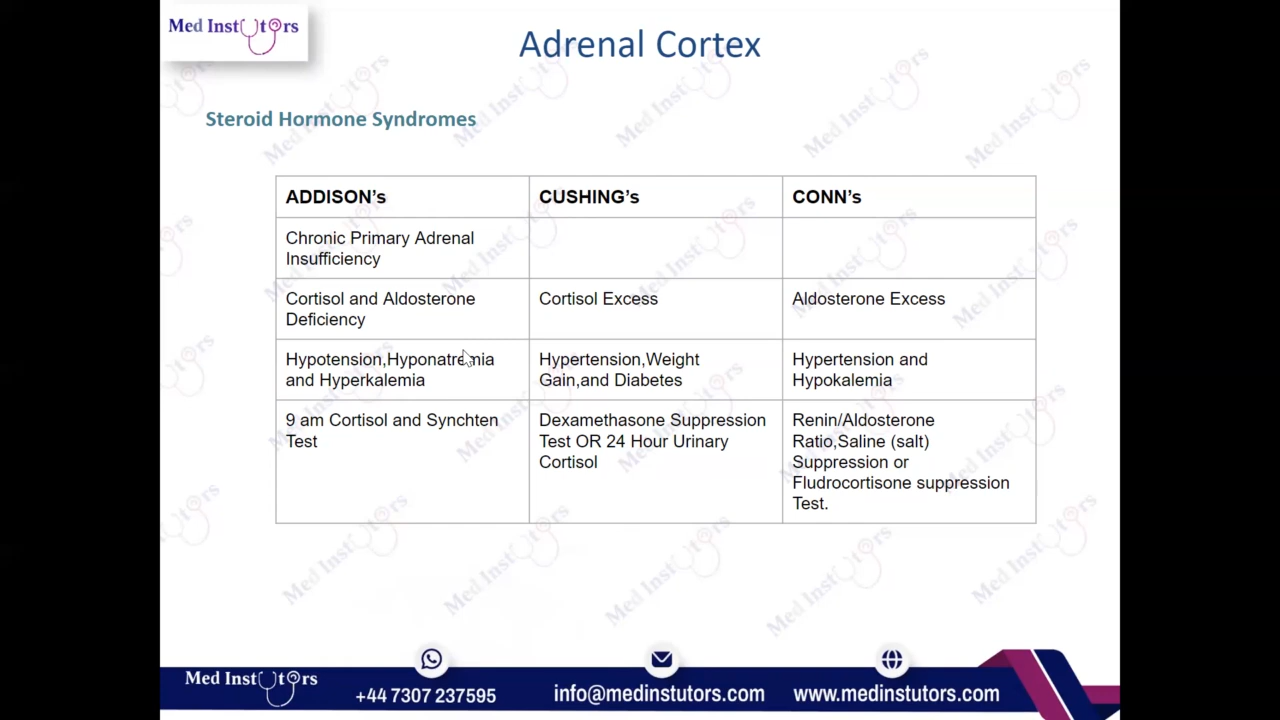 Med Instutors
Adrenal Cortex
Steroid Hormone Syndromes
ADDISON's
CUSHING's
CONN's
Chronic Primary Adrenal
Insufficiency
Cortisol and Aldosterone
Deficiency
Cortisol Excess
Aldosterone Excess
Hypotension,Hyponatremia
and Hyperkalemia
Hypertension,Weight
Gain,and Diabetes
Hypertension and
Hypokalemia
9 am Cortisol and Synchten
Test
Dexamethasone Suppression
Test OR 24 Hour Urinary
Cortisol
Renin/Aldosterone
Ratio,Saline (salt)
Suppression or
Fludrocortisone suppression
Test.
Med Instutors
+44 7307 237595
info@medinstutors.com
www.medinstutors.com